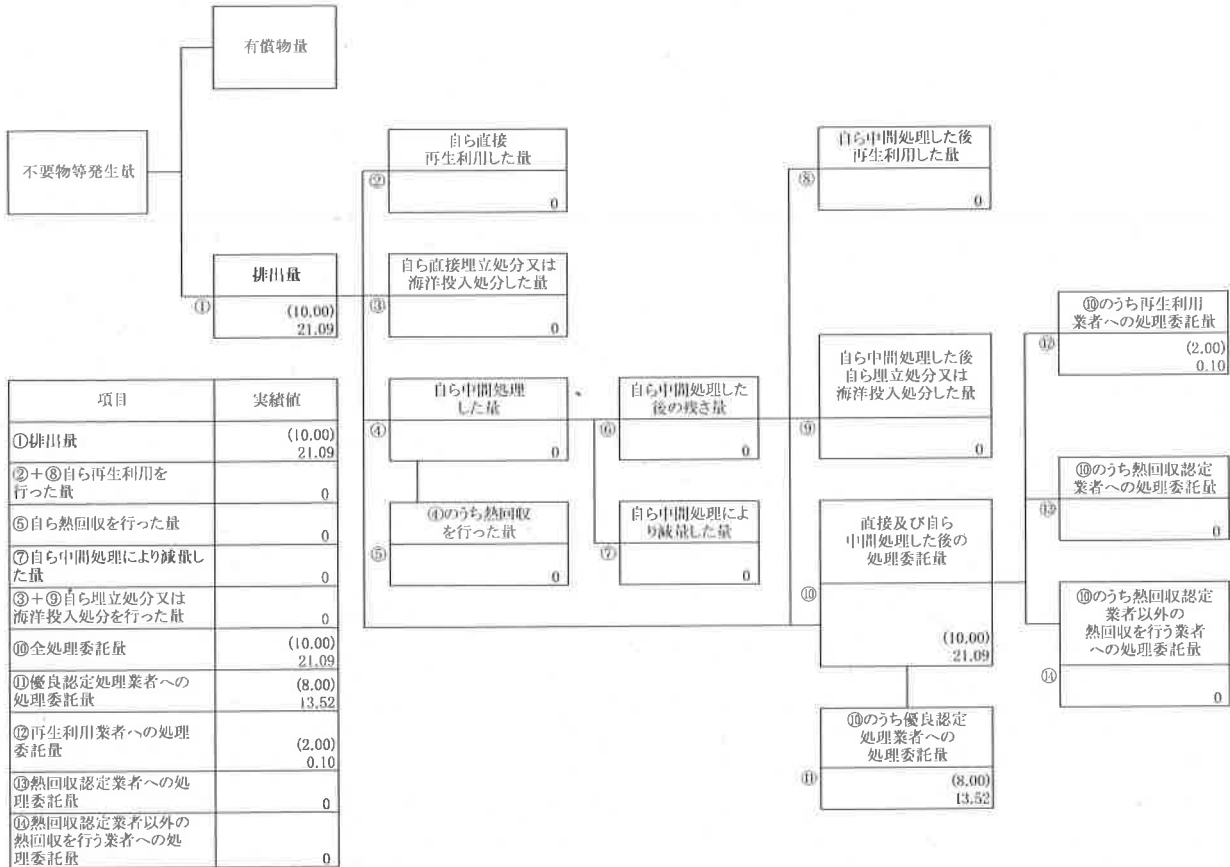 有償物量
不要物等発生量
排出量
①
(10.00)
21.09
自ら直接
再生利用した量
②
0
自ら直接埋立処分又は
海洋投入処分した量
③
0
自ら中間処理
した量
④
0
④のうち熱回収
を行った量
⑤
0
自ら中間処理した
後の残さ量
⑥
0
自ら中間処理によ
り減量した量
⑦
0
自ら中間処理した後
再生利用した量
⑧
0
自ら中間処理した後
自ら埋立処分又は
海洋投入処分した量
⑨
0
直接及び自ら
中間処理した後の
処理委託量
⑩
(10.00)
21.09
⑩のうち優良認定
処理業者への
処理委託量
⑪
(8.00)
13.52
⑩のうち再生利用
業者への処理委託量
⑫
(2.00)
0.10
⑩のうち熱回収認定
業者への処理委託量
⑬
0
⑩のうち熱回収認定
業者以外の
熱回収を行う業者
への処理委託量
⑭
0
項目 実績値
①排出量 (10.00)
21.09
②+⑧自ら再生利用を
行った量 0
⑤自ら熱回収を行った量 0
⑦自ら中間処理により減量し
た量 0
③+⑨自ら埋立処分又は
海洋投入処分を行った量 0
⑩全処理委託量 (10.00)
21.09
⑪優良認定処理業者への (8.00)
処理委託量 13.52
⑫再生利用業者への処理
委託量 (2.00)
0.10
⑬熱回収認定業者への処
理委託量 0
⑭熱回収認定業者以外の
熱回収を行う業者への処
理委託量 0